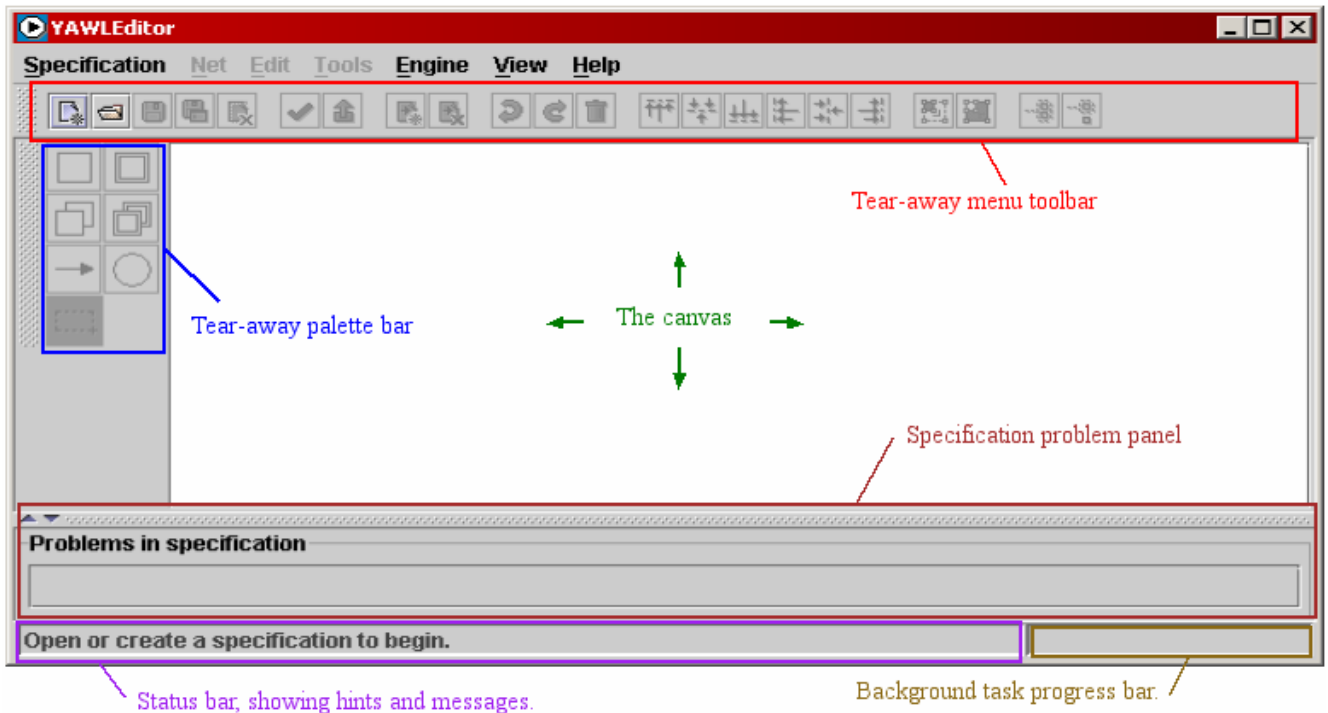 YAWLEditor
Specification Net Edit Tools Engine View Help
Tear-away menu toolbar
Tear-away palette bar
The canvas
Specification problem panel
Problems in specification
Open or create a specification to begin.
Status bar, showing hints and messages.
Background task progress bar.